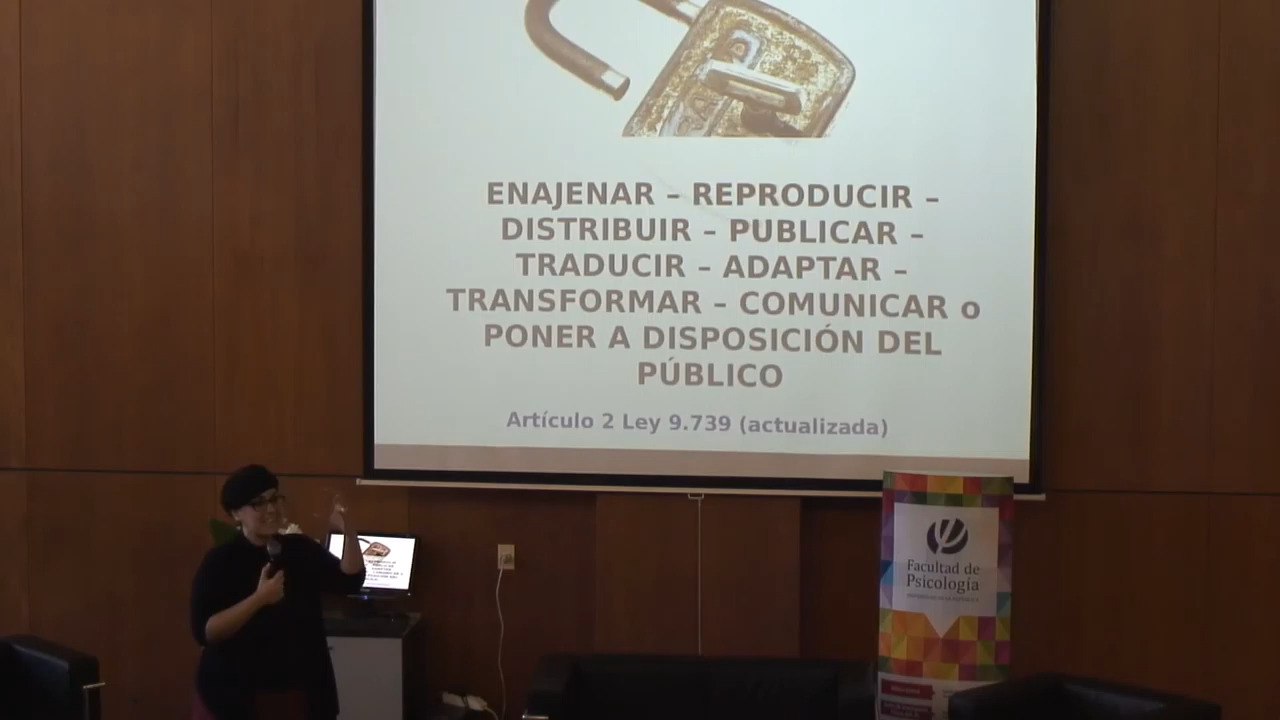 ENAJENAR – REPRODUCIR –
DISTRIBUIR – PUBLICAR –
TRADUCIR – ADAPTAR –
TRANSFORMAR – COMUNICAR o
PONER A DISPOSICIÓN DEL
PÚBLICO
Artículo 2 Ley 9.739 (actualizada)
Facultad de
Psicología